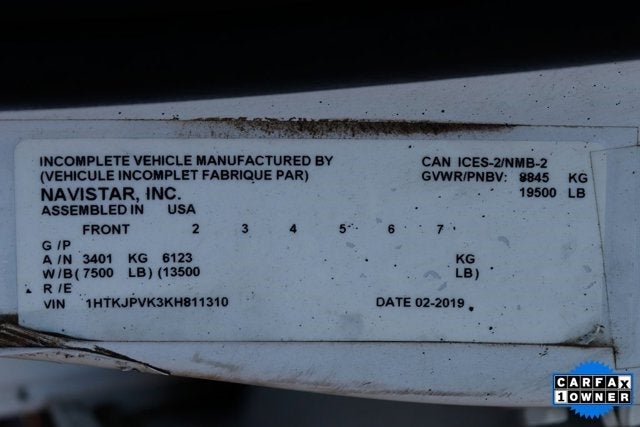 INCOMPLETE VEHICLE MANUFACTURED BY
(VEHICULE INCOMPLET FABRIQUE PAR)
NAVISTAR, INC.
ASSEMBLED IN USA
CAN ICES-2/NMB-2
GVWR/PNBV: 8845 KG
19500 LB
FRONT 2 3 4 5 6 7
G /P
A /N 3401 KG 6123 KG
W/B( 7500 LB) (13500 LB)
R /E
VIN 1HTKJPVK3KH811310 DATE 02-2019
CARFAX
1 OWNER